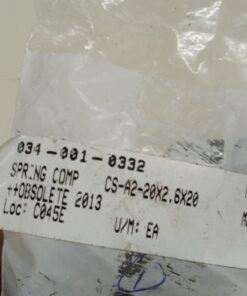 034-001-0332
SPRING COMP CS-A2-20X2.6X20
++OBSOLETE 2013
Loc: C045E U/M: EA